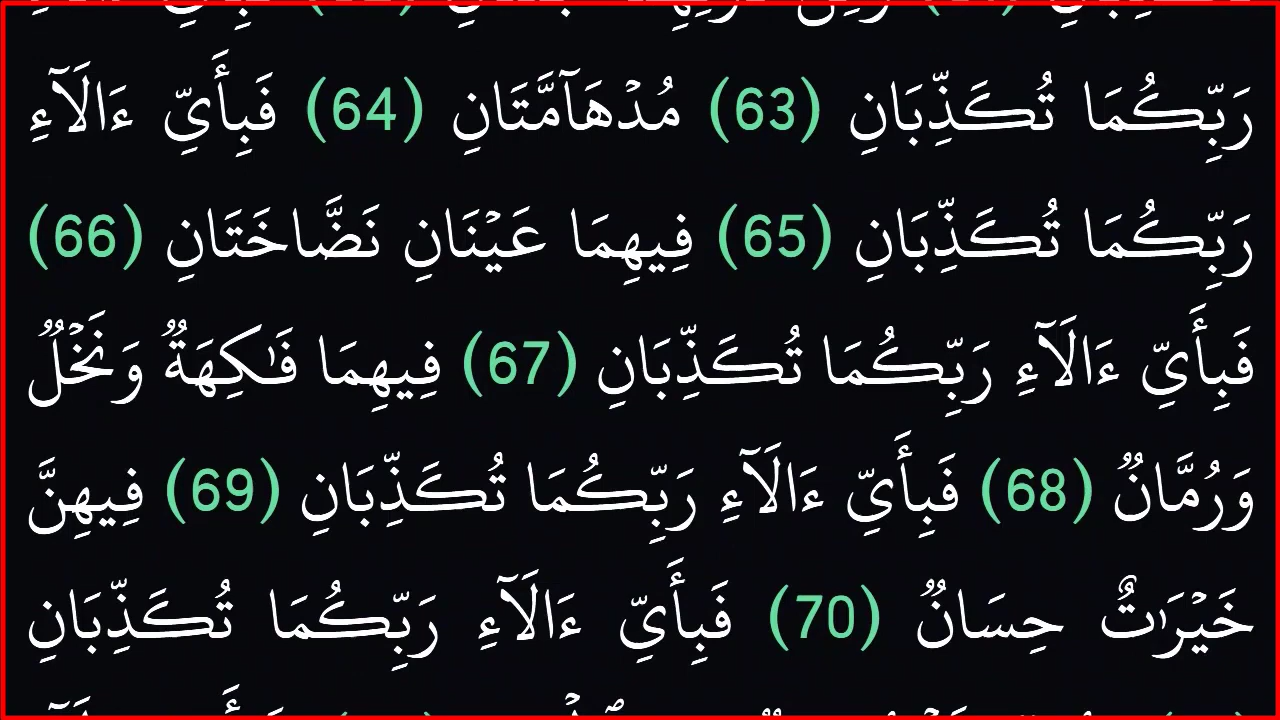 رَبِّكُمَا تُكَذِّبَانِ (63) مُدۡهَآمَّتَانِ (64) فَبِأَيِّ ءَالَآءِ
رَبِّكُمَا تُكَذِّبَانِ (65) فِيهِمَا عَيۡنَانِ نَضَّاخَتَانِ (66)
فَبِأَيِّ ءَالَآءِ رَبِّكُمَا تُكَذِّبَانِ (67) فِيهِمَا فَٰكِهَةٞ وَنَخۡلٞ
وَرُمَّانٞ (68) فَبِأَيِّ ءَالَآءِ رَبِّكُمَا تُكَذِّبَانِ (69) فِيهِنَّ
خَيۡرَٰتٌ حِسَانٞ (70) فَبِأَيِّ ءَالَآءِ رَبِّكُمَا تُكَذِّبَانِ